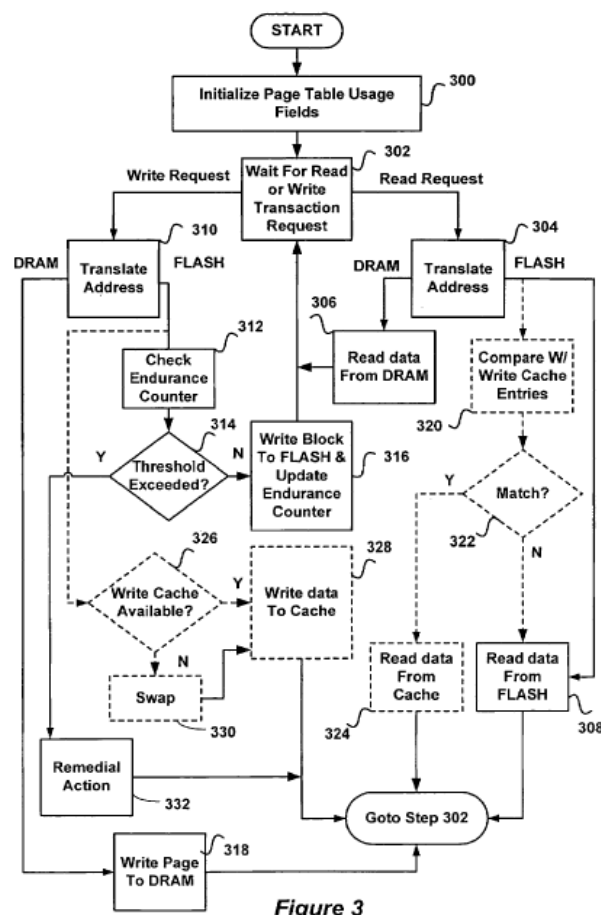 START
300
Initialize Page Table Usage
Fields
302
Write Request
Wait For Read
or Write
Transaction
Request
Read Request
310
304
DRAM
Translate
Address
FLASH
DRAM
Translate
Address
FLASH
306
312
Check
Endurance
Counter
Read data
From DRAM
Compare W/
Write Cache
Entries
320
314
Y
Threshold
Exceeded?
N
Write Block
To FLASH &
Update
Endurance
Counter
316
Y
Match?
322
N
326
Write Cache
Available?
Y
328
Write data
To Cache
N
Swap
330
Read data
From
Cache
324
Read data
From
FLASH
308
Remedial
Action
332
Goto Step 302
318
Write Page
To DRAM
Figure 3